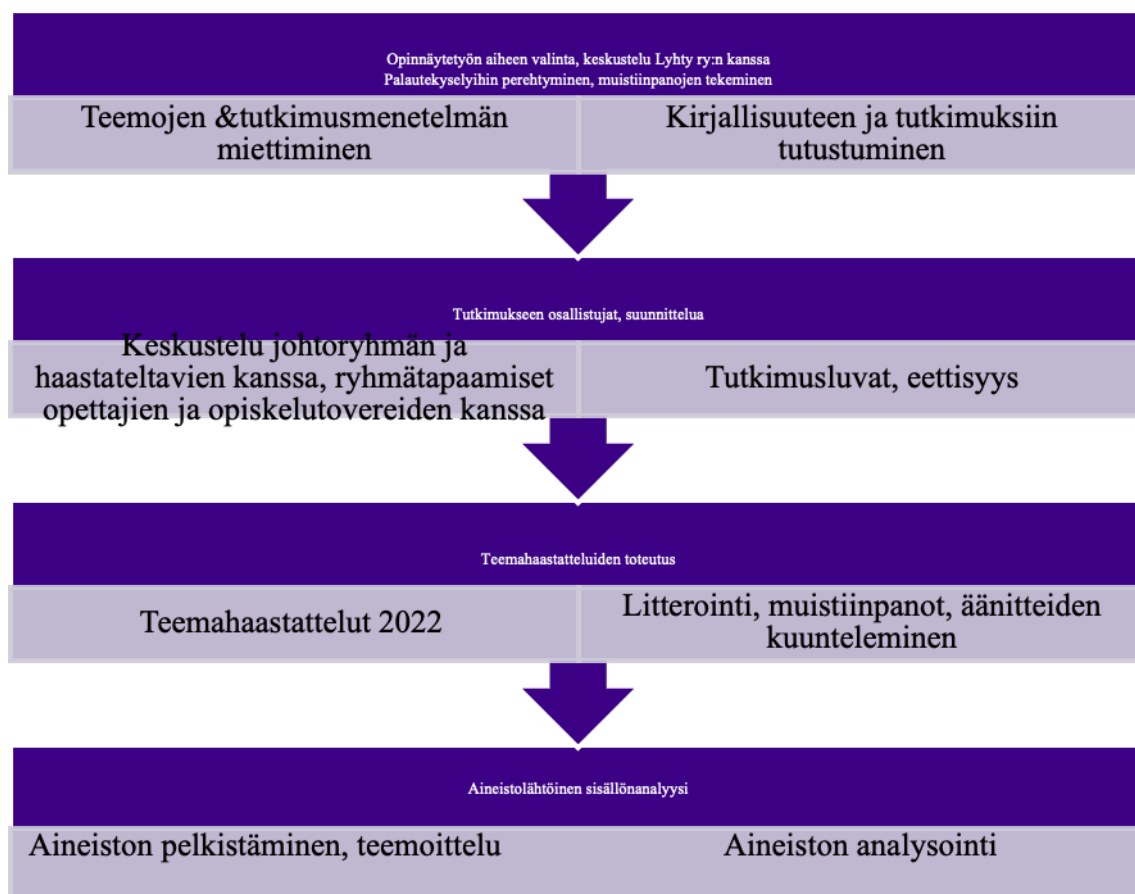 Opinnäytetyön aiheen valinta, keskustelu Lyhty ry:n kanssa
Palautekyselyihin perehtyminen, muistiinpanojen tekeminen
Teemojen &tutkimusmenetelmän
miettiminen
Kirjallisuuteen ja tutkimuksiin
tutustuminen
Tutkimukseen osallistujat, suunnittelua
Keskustelu johtoryhmän ja
haastateltavien kanssa, ryhmätapaamiset
opettajien ja opiskelutovereiden kanssa
Tutkimusluvat, eettisyys
Teemahaastatteluiden toteutus
Teemahaastattelut 2022
Litterointi, muistiinpanot, äänitteiden
kuunteleminen
Aineistolähtöinen sisällönanalyysi
Aineiston pelkistäminen, teemoittelu
Aineiston analysointi